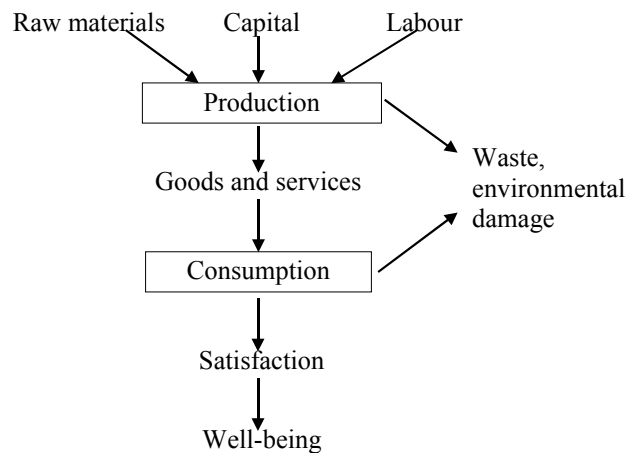 Raw materials Capital Labour
Production
Goods and services
Waste,
environmental
damage
Consumption
Satisfaction
Well-being